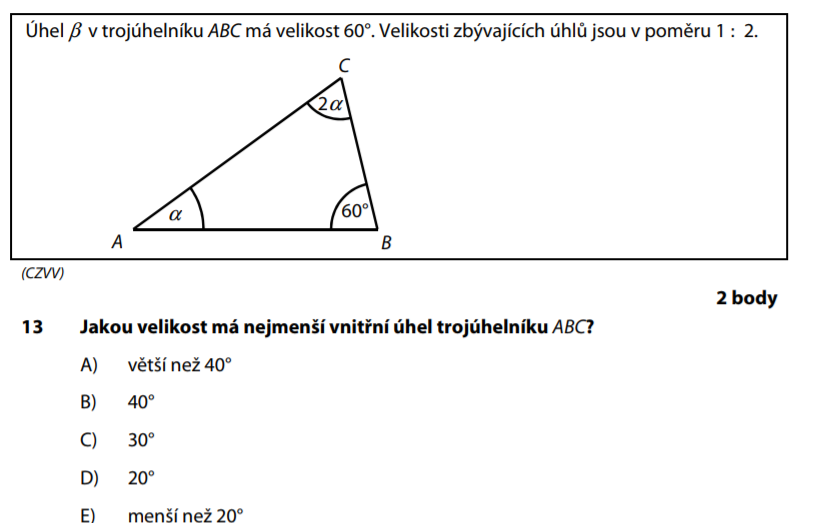 Úhel β v trojúhelníku ABC má velikost 60°. Velikosti zbývajících úhlů jsou v poměru 1 : 2.
C
2α
α
60°
A
B
(CZVV)
2 body
13 Jakou velikost má nejmenší vnitřní úhel trojúhelníku ABC?
A) větší než 40°
B) 40°
C) 30°
D) 20°
E) menší než 20°